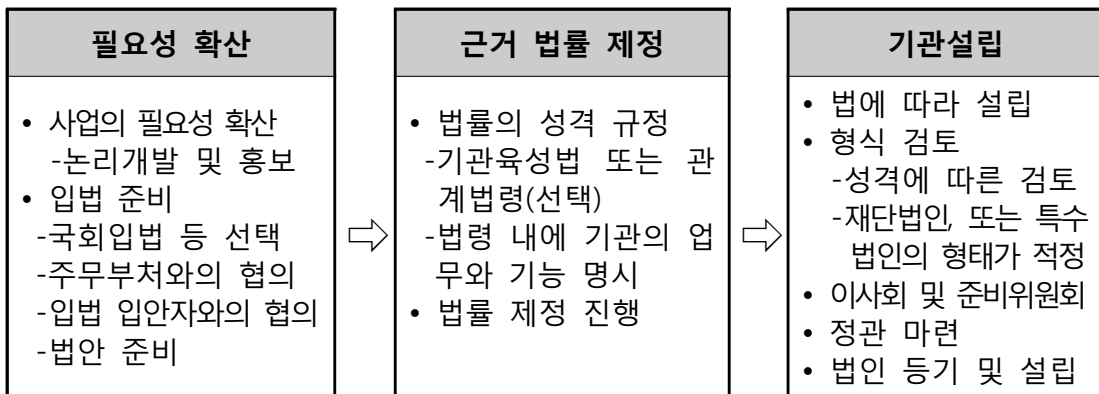 필요성 확산
• 사업의 필요성 확산
-논리개발 및 홍보
• 입법 준비
-국회입법 등 선택
-주무부처와의 협의
-입법 입안자와의 협의
-법안 준비
⇨
근거 법률 제정
• 법률의 성격 규정
-기관육성법 또는 관
계법령(선택)
-법령 내에 기관의 업
무와 기능 명시
• 법률 제정 진행
⇨
기관설립
• 법에 따라 설립
• 형식 검토
-성격에 따른 검토
-재단법인, 또는 특수
법인의 형태가 적정
• 이사회 및 준비위원회
• 정관 마련
• 법인 등기 및 설립